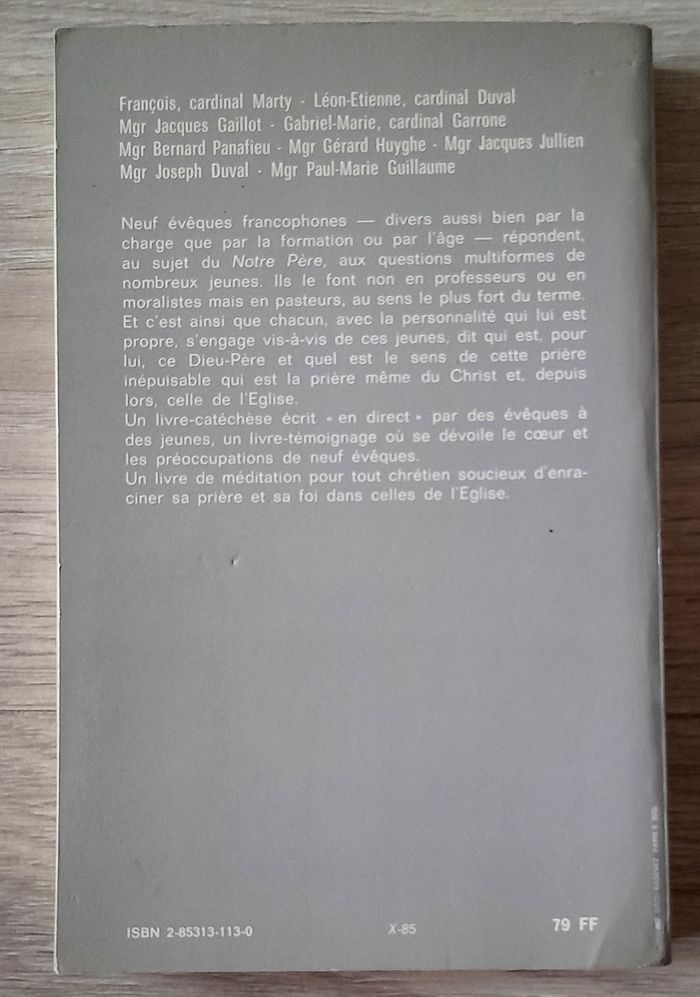 François, cardinal Marty - Léon-Etienne, cardinal Duval
Mgr Jacques Gaillot - Gabriel-Marie, cardinal Garrone
Mgr Bernard Panafieu - Mgr Gérard Huyghe - Mgr Jacques Jullien
Mgr Joseph Duval - Mgr Paul-Marie Guillaume
Neuf évêques francophones — divers aussi bien par la
charge que par la formation ou par l'âge — répondent,
au sujet du Notre Père, aux questions multiformes de
nombreux jeunes. Ils le font non en professeurs ou en
moralistes mais en pasteurs, au sens le plus fort du terme.
Et c'est ainsi que chacun, avec la personnalité qui lui est
propre, s'engage vis-à-vis de ces jeunes, dit qui est, pour
lui, ce Dieu-Père et quel est le sens de cette prière
inépuisable qui est la prière même du Christ et, depuis
lors, celle de l'Eglise.
Un livre-catéchèse écrit « en direct » par des évêques à
des jeunes, un livre-témoignage où se dévoile le cœur et
les préoccupations de neuf évêques.
Un livre de méditation pour tout chrétien soucieux d'enra-
ciner sa prière et sa foi dans celles de l'Eglise.
ISBN 2-85313-113-0
X-85
79 FF